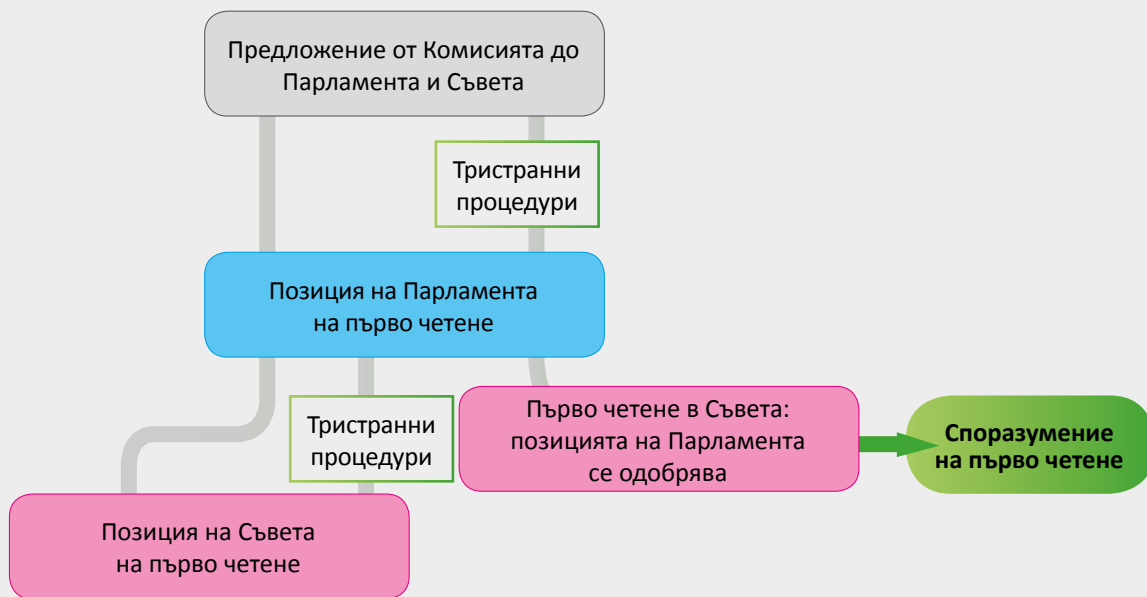 Предложение от Комисията до
Парламента и Съвета
Тристранни
процедури
Позиция на Парламента
на първо четене
Тристранни
процедури
Първо четене в Съвета:
позицията на Парламента
се одобрява
Споразумение
на първо четене
Позиция на Съвета
на първо четене